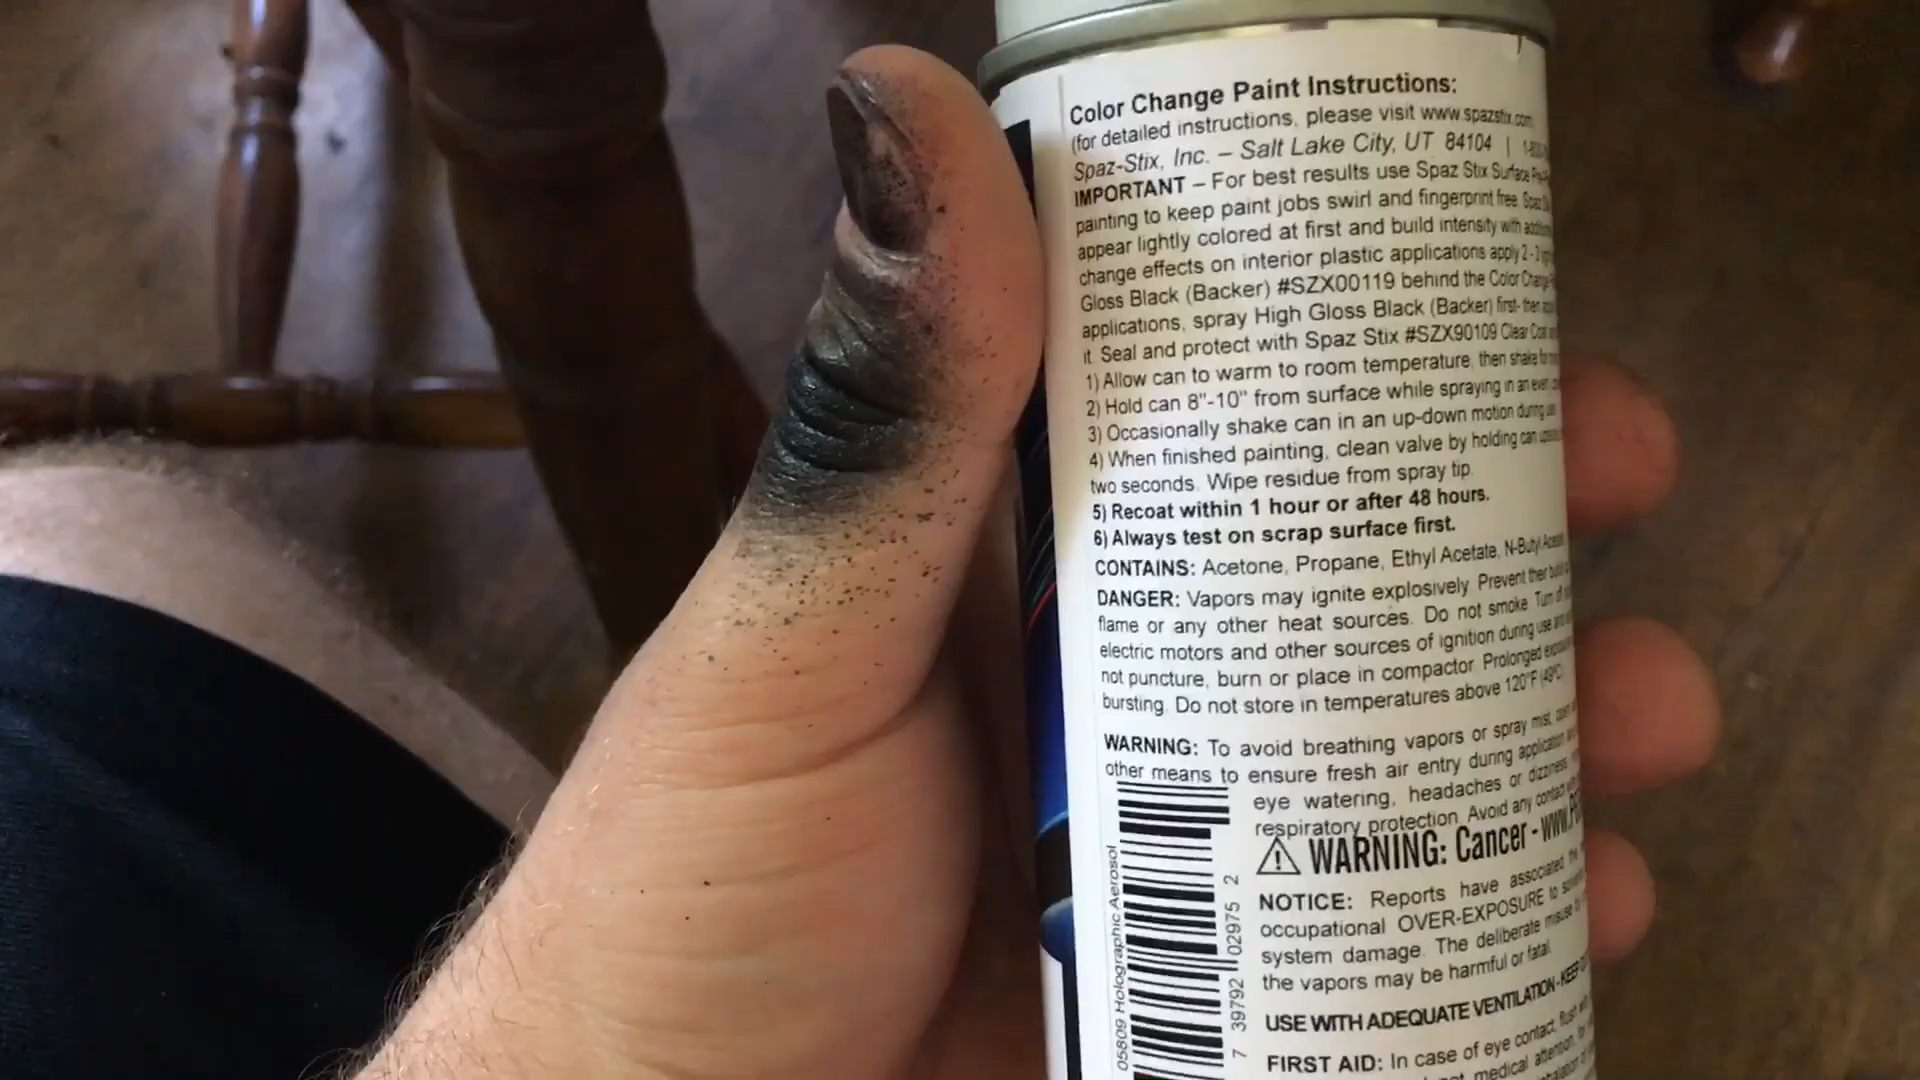 Color Change Paint Instructions:
(for detailed instructions, please visit www.spazstix.com
Spaz-Stix, Inc. – Salt Lake City, UT 84104 |
IMPORTANT – For best results use Spaz Stix Surface
painting to keep paint jobs swirl and fingerprint free.
appear lightly colored at first and build intensity with
change effects on interior plastic applications apply 2-3
Gloss Black (Backer) #SZX00119 behind the Color Change
applications, spray High Gloss Black (Backer) first- then
it. Seal and protect with Spaz Stix #SZX90109 Clear Coat
1) Allow can to warm to room temperature, then shake for
2) Hold can 8"-10" from surface while spraying in an even,
3) Occasionally shake can in an up-down motion during use
4) When finished painting, clean valve by holding can
two seconds. Wipe residue from spray tip.
5) Recoat within 1 hour or after 48 hours.
6) Always test on scrap surface first.
CONTAINS: Acetone, Propane, Ethyl Acetate, N-Butyl Acetate
DANGER: Vapors may ignite explosively. Prevent
flame or any other heat sources. Do not smoke. Turn
electric motors and other sources of ignition during use and
not puncture, burn or place in compactor. Prolonged
bursting. Do not store in temperatures above 120°F (49°C)
WARNING: To avoid breathing vapors or spray mist, open
other means to ensure fresh air entry during application
eye watering, headaches or dizziness,
respiratory protection. Avoid any contact
WARNING: Cancer - www.
NOTICE: Reports have associated
occupational OVER-EXPOSURE to
system damage. The deliberate misuse
the vapors may be harmful or fatal.
USE WITH ADEQUATE VENTILATION - KEEP
FIRST AID: In case of eye contact, flush
medical attention,
05809 Holographic Aerosol
7 39792 02975 2